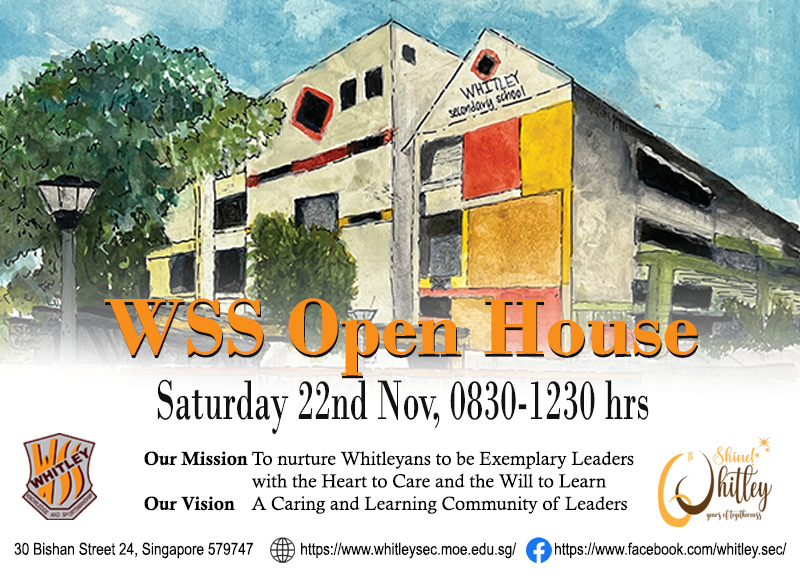 WHITLEY
secondary school
WSS Open House
Saturday 22nd Nov, 0830-1230 hrs
WSS
WHITLEY
Our Mission To nurture Whitleyans to be Exemplary Leaders
with the Heart to Care and the Will to Learn
Our Vision A Caring and Learning Community of Leaders
Shine!
Whitley
years of togetherness
30 Bishan Street 24, Singapore 579747 https://www.whitleysec.moe.edu.sg/ https://www.facebook.com/whitley.sec/